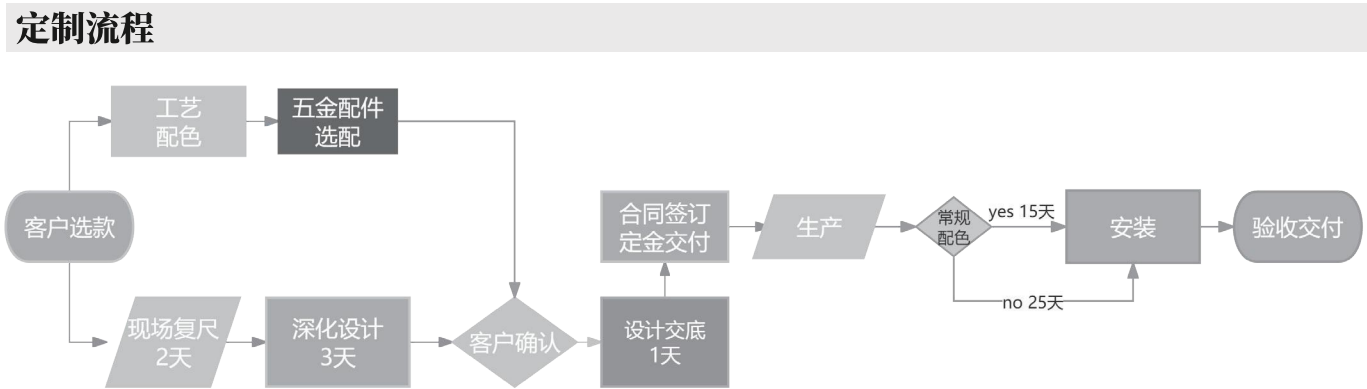 定制流程
工艺
配色
五金配件
选配
客户选款
现场复尺
2天
深化设计
3天
客户确认
设计交底
1天
合同签订
定金交付
生产
常规
配色
yes 15天
no 25天
安装
验收交付